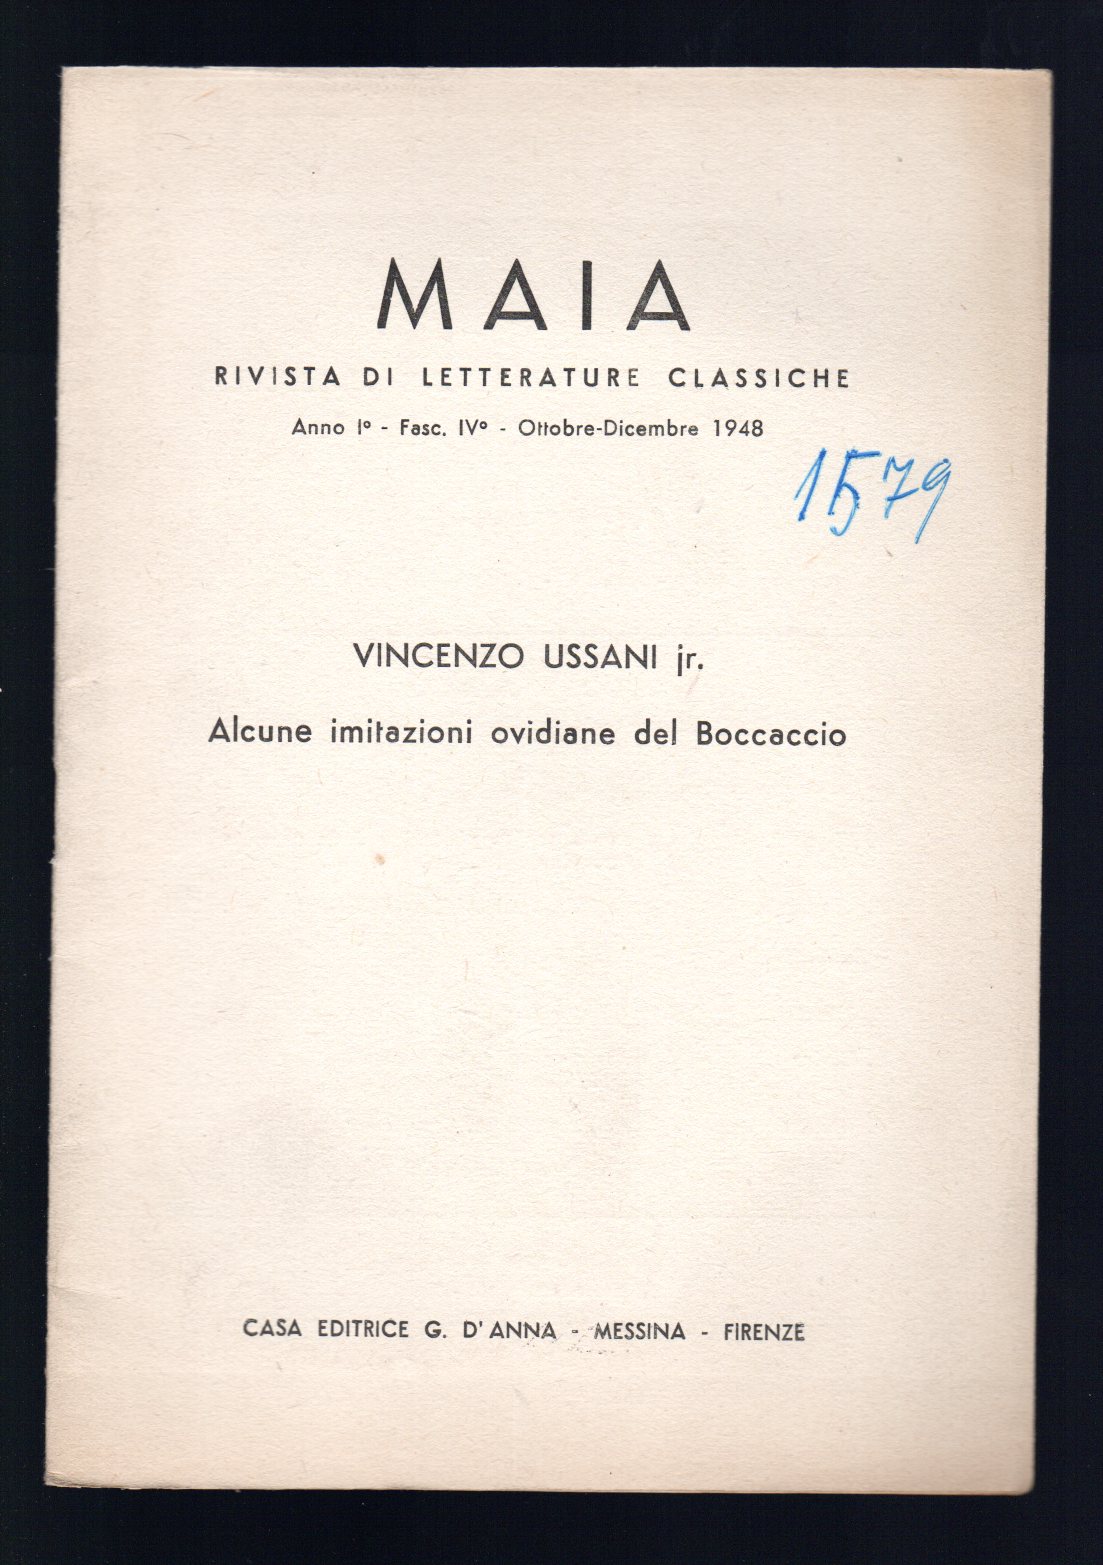 MAIA
RIVISTA DI LETTERATURE CLASSICHE
Anno I° - Fasc. IV° - Ottobre-Dicembre 1948
1579
VINCENZO USSANI jr.
Alcune imitazioni ovidiane del Boccaccio
CASA EDITRICE G. D'ANNA - MESSINA - FIRENZE